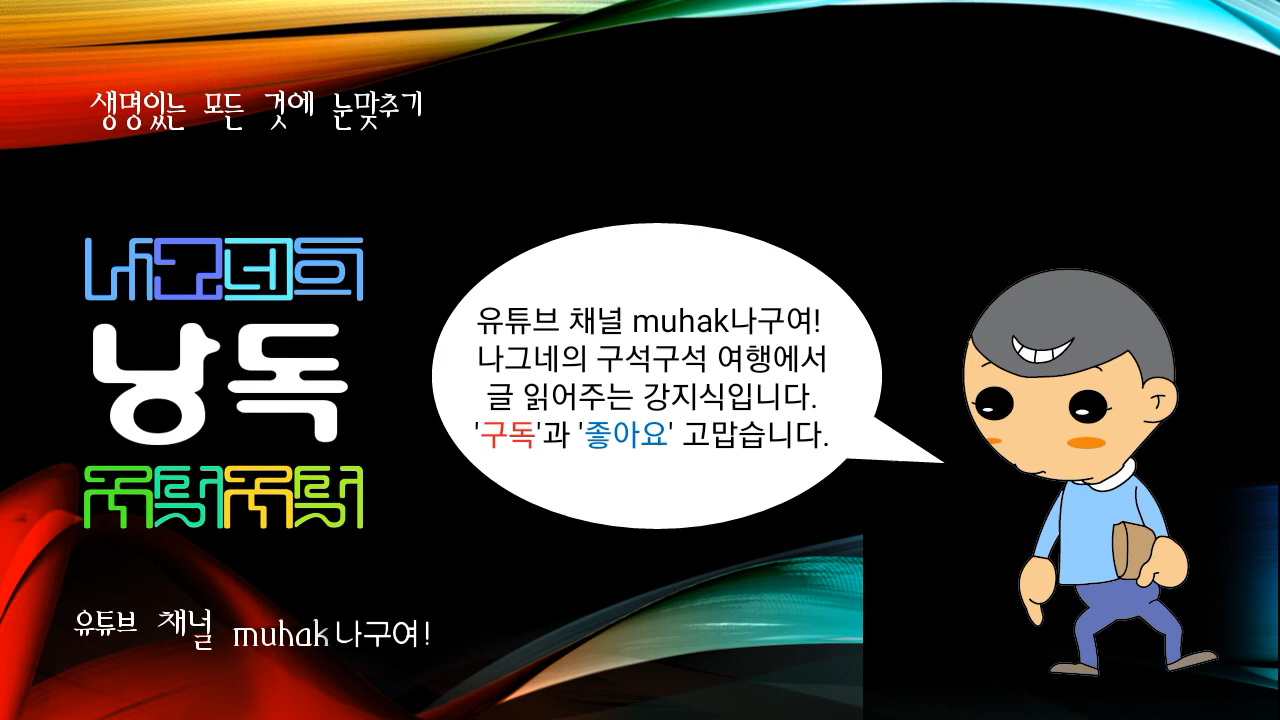 생명있는 모든 것에 눈맞추기
나그네의
낭독
구석구석
유튜브 채널 muhak나구여!
나그네의 구석구석 여행에서
글 읽어주는 강지식입니다.
'구독'과 '좋아요' 고맙습니다.
유튜브 채널 muhak나구여!